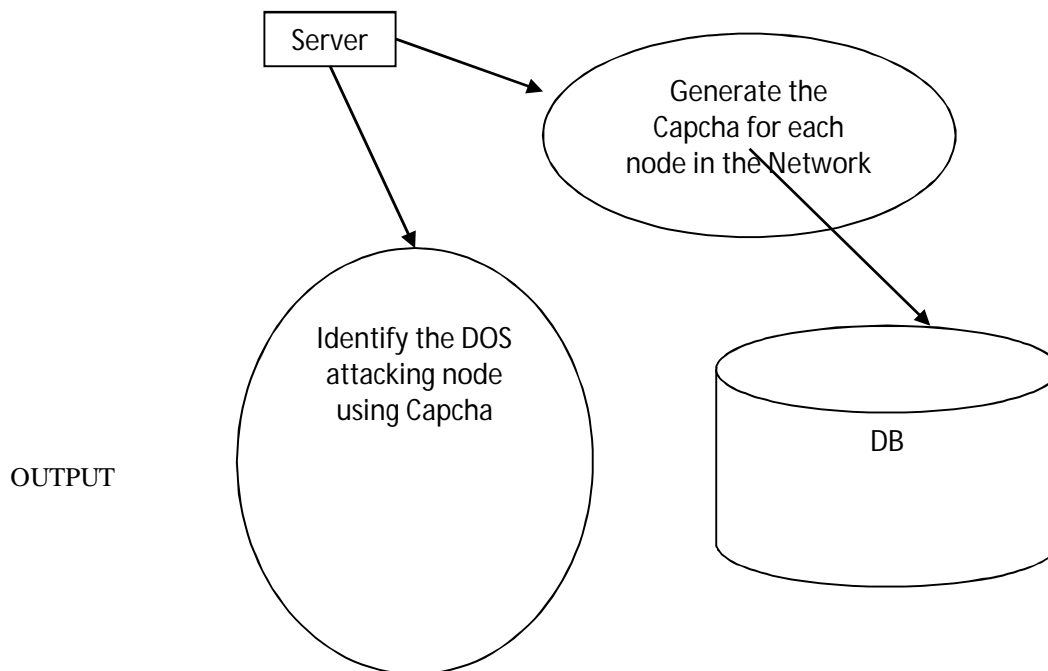 Server
Generate the
Capcha for each
node in the Network
Identify the DOS
attacking node
using Capcha
DB
OUTPUT